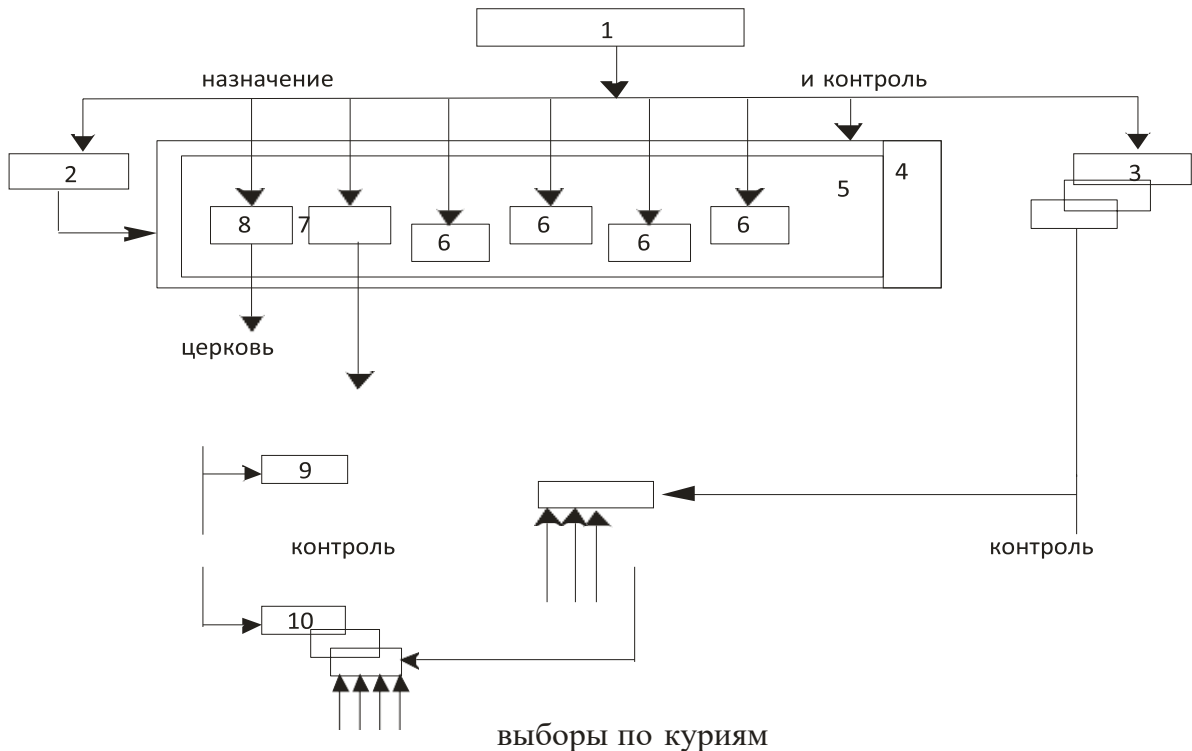 1
назначение
и контроль
2
3
4
5
8
7
6
6
6
6
церковь
9
контроль
контроль
10
выборы по куриям